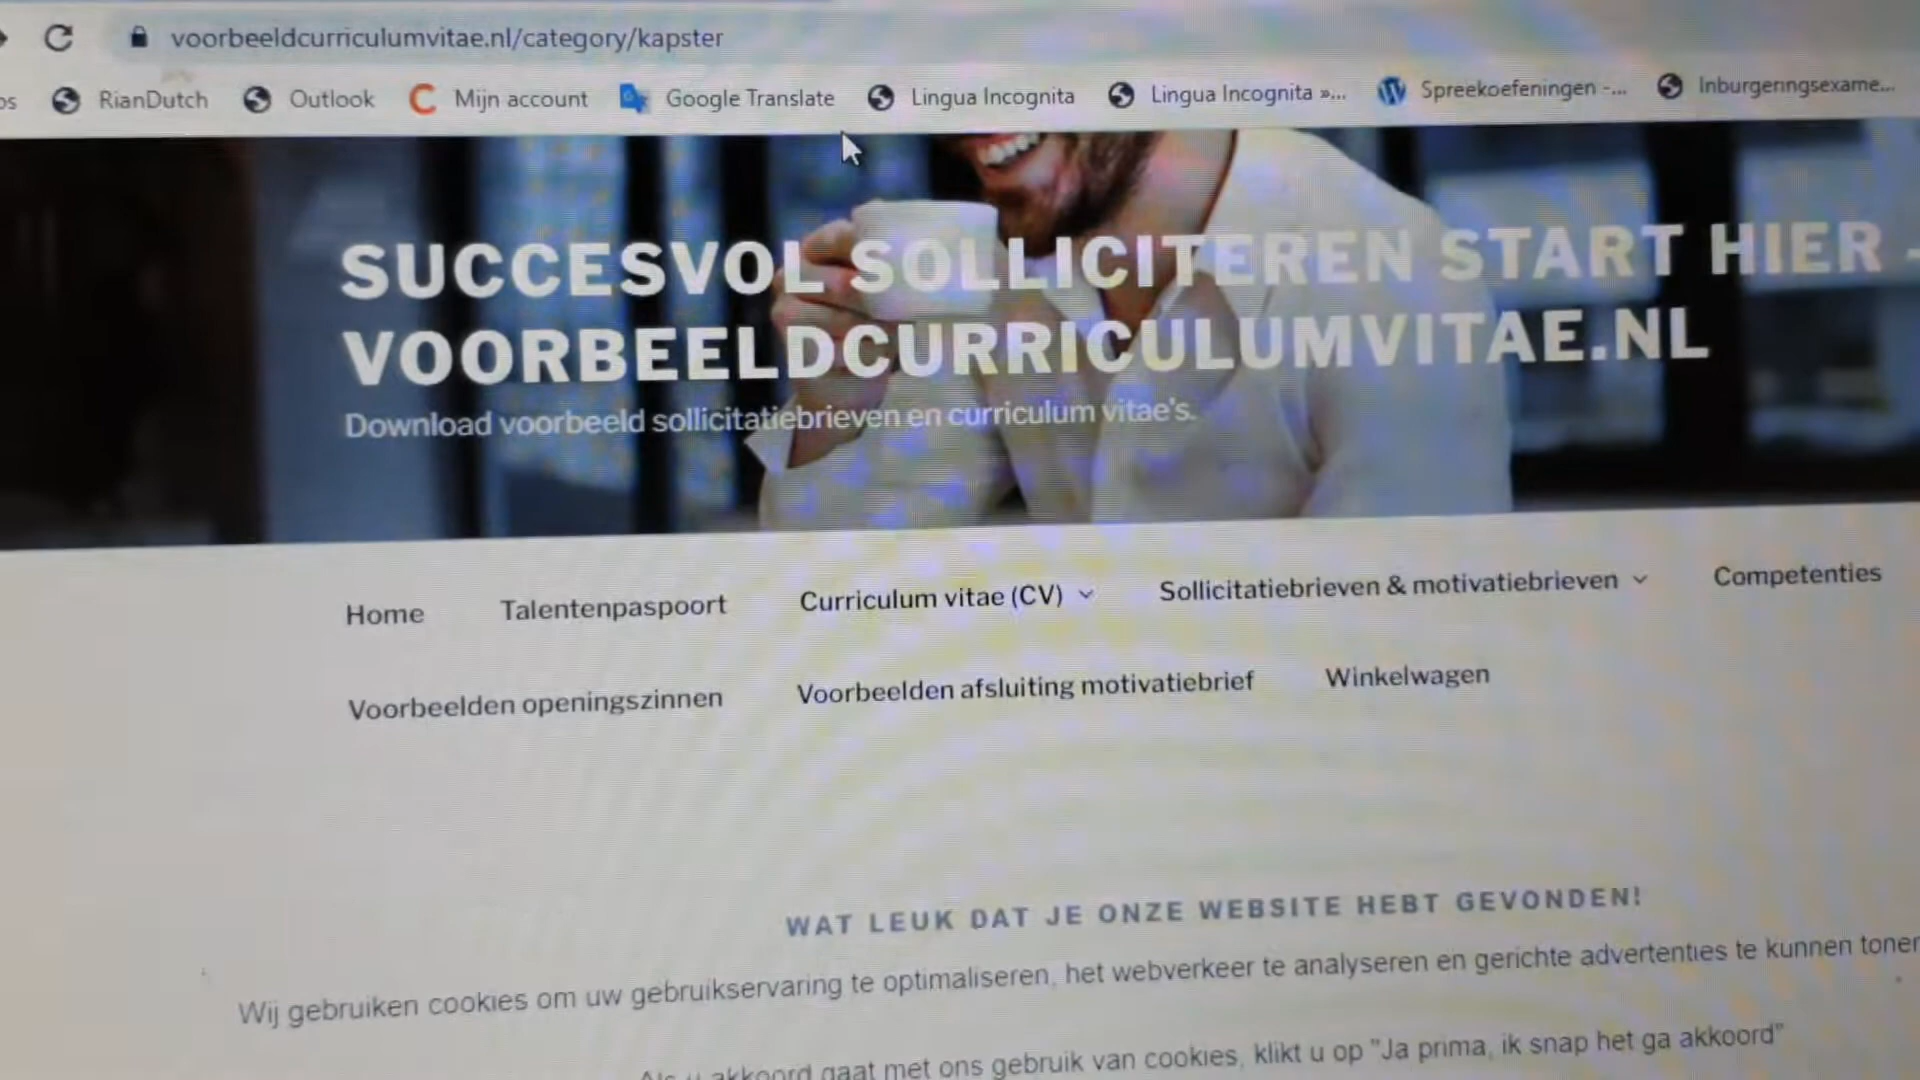 voorbeeldcurriculumvitae.nl/category/kapster
os RianDutch Outlook Mijn account Google Translate Lingua Incognita Lingua Incognita »... Spreekoefeningen -... Inburgeringsexame...
SUCCESVOL SOLLICITEREN START HIER -
VOORBEELDCURRICULUMVITAE.NL
Download voorbeeld sollicitatiebrieven en curriculum vitae's.
Home Talentenpaspoort Curriculum vitae (CV) Sollicitatiebrieven & motivatiebrieven Competenties
Voorbeelden openingszinnen Voorbeelden afsluiting motivatiebrief Winkelwagen
WAT LEUK DAT JE ONZE WEBSITE HEBT GEVONDEN!
Wij gebruiken cookies om uw gebruikservaring te optimaliseren, het webverkeer te analyseren en gerichte advertenties te kunnen toner
Als u akkoord gaat met ons gebruik van cookies, klikt u op "Ja prima, ik snap het ga akkoord"